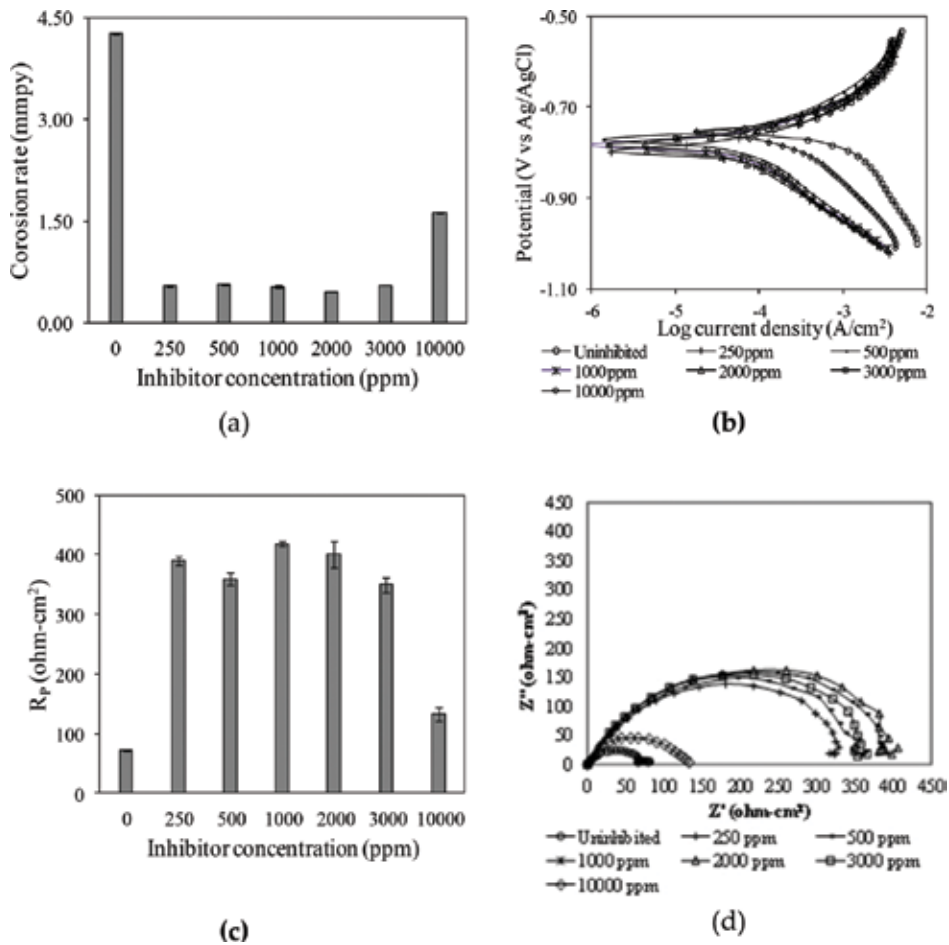 4.50
3.00
1.50
0.00
Corosion rate (mmpy)
0 250 500 1000 2000 3000 10000
Inhibitor concentration (ppm)
(a)
-0.50
-0.70
-0.90
-1.10
Potential (V vs Ag/AgCl)
-6 -5 -4 -3 -2 -1
Log current density (A/cm²)
Uninhibited 250ppm 500ppm
1000ppm 2000ppm 3000ppm
10000ppm
(b)
500
400
300
200
100
0
RP (ohm-cm²)
0 250 500 1000 2000 3000 10000
Inhibitor concentration (ppm)
(c)
450
400
350
300
250
200
150
100
50
0
Z'' (ohm-cm²)
0 50 100 150 200 250 300 350 400 450
Z' (ohm-cm²)
Uninhibited 250 ppm 500 ppm
1000 ppm 2000 ppm 3000 ppm
10000 ppm
(d)